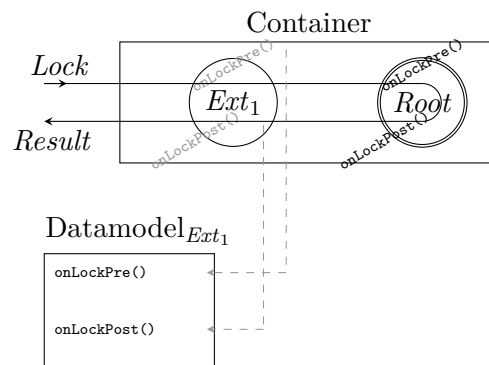 Container
onLockPre()
onLockPre()
Lock
Ext1
Root
Result
onLockPost()
onLockPost()
DatamodelExt1
onLockPre()
onLockPost()